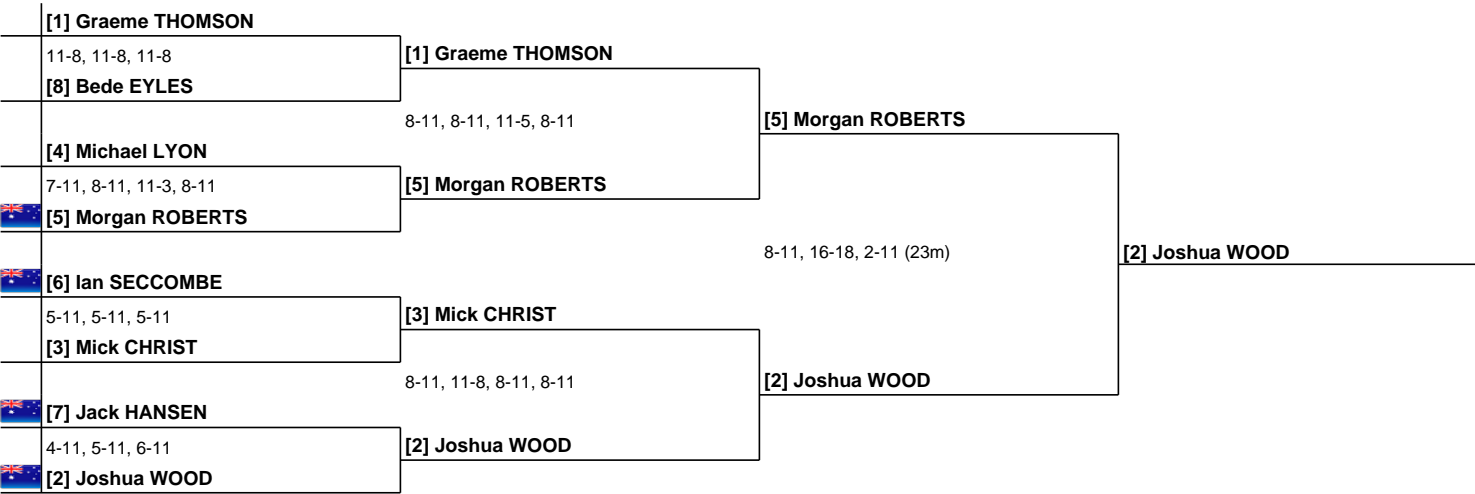 [1] Graeme THOMSON
11-8, 11-8, 11-8
[8] Bede EYLES
[4] Michael LYON
7-11, 8-11, 11-3, 8-11
[5] Morgan ROBERTS
[6] Ian SECCOMBE
5-11, 5-11, 5-11
[3] Mick CHRIST
[7] Jack HANSEN
4-11, 5-11, 6-11
[2] Joshua WOOD
[1] Graeme THOMSON
8-11, 8-11, 11-5, 8-11
[5] Morgan ROBERTS
[3] Mick CHRIST
8-11, 11-8, 8-11, 8-11
[2] Joshua WOOD
[5] Morgan ROBERTS
8-11, 16-18, 2-11 (23m)
[2] Joshua WOOD
[2] Joshua WOOD